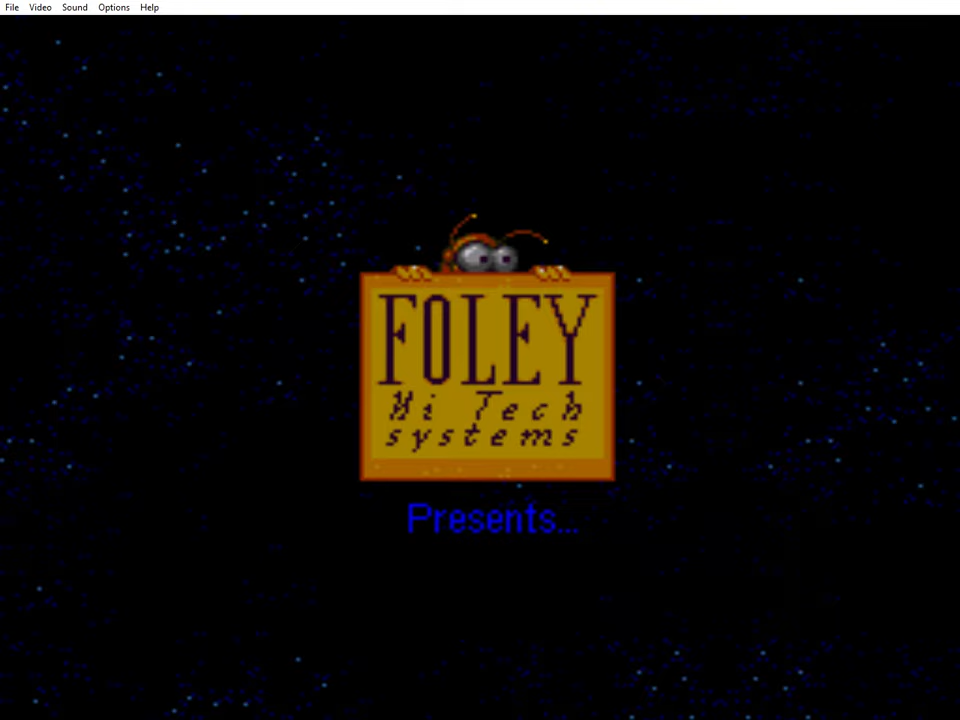 File Video Sound Options Help
FOLEY
Hi Tech
systems
Presents...